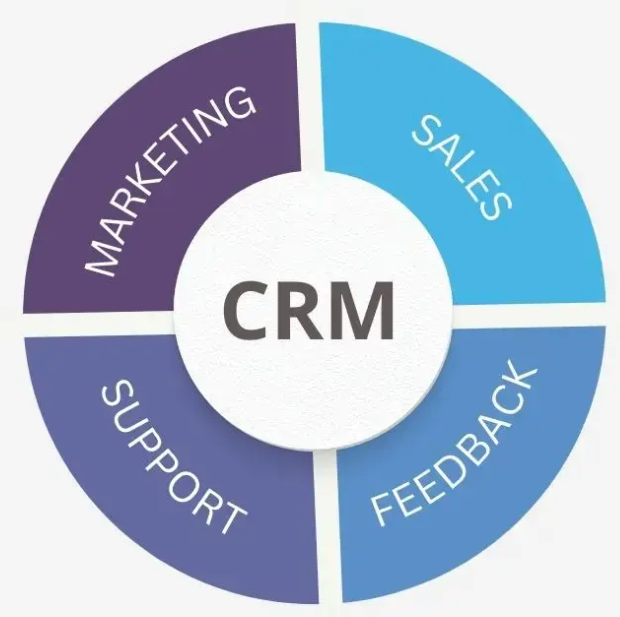 MARKETING
SALES
CRM
SUPPORT
FEEDBACK